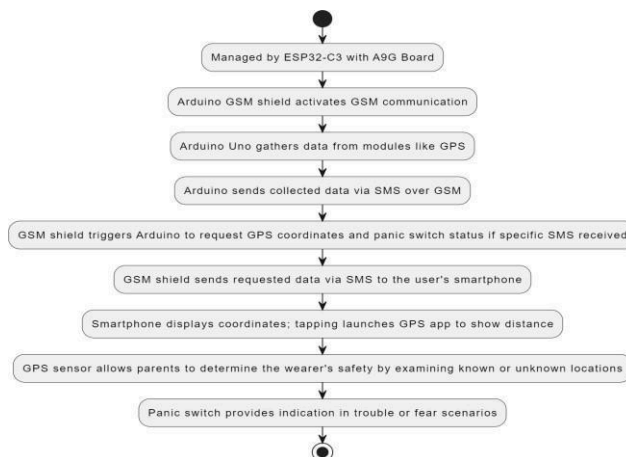 Managed by ESP32-C3 with A9G Board
Arduino GSM shield activates GSM communication
Arduino Uno gathers data from modules like GPS
Arduino sends collected data via SMS over GSM
GSM shield triggers Arduino to request GPS coordinates and panic switch status if specific SMS received
GSM shield sends requested data via SMS to the user's smartphone
Smartphone displays coordinates; tapping launches GPS app to show distance
GPS sensor allows parents to determine the wearer's safety by examining known or unknown locations
Panic switch provides indication in trouble or fear scenarios